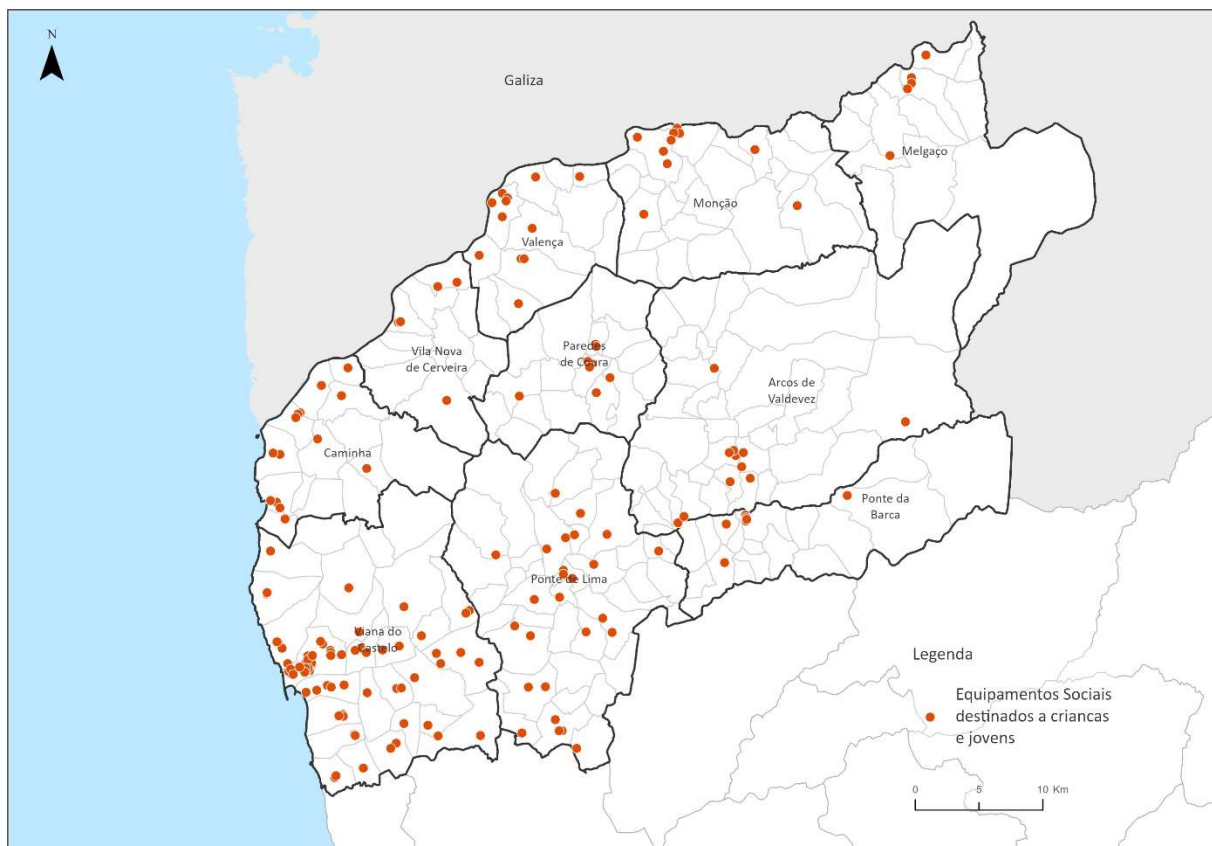 N
Galiza
Melgaço
Monção
Valença
Vila Nova
de Cerveira
Paredes
de Coura
Arcos de
Valdevez
Caminha
Ponte da
Barca
Ponte de Lima
Viana do
Castelo
Legenda
Equipamentos Sociais
destinados a criancas
e jovens
0 5 10 Km